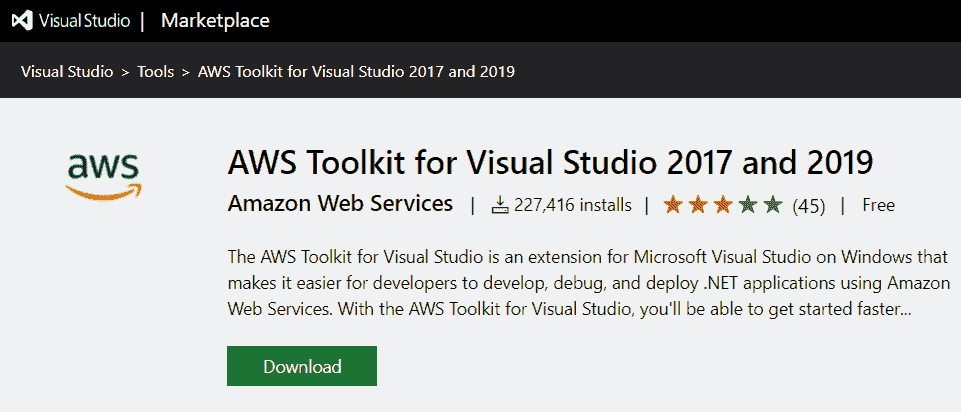 Visual Studio | Marketplace
Visual Studio > Tools > AWS Toolkit for Visual Studio 2017 and 2019
aws
AWS Toolkit for Visual Studio 2017 and 2019
Amazon Web Services | 227,416 installs | (45) | Free
The AWS Toolkit for Visual Studio is an extension for Microsoft Visual Studio on Windows that
makes it easier for developers to develop, debug, and deploy .NET applications using Amazon
Web Services. With the AWS Toolkit for Visual Studio, you'll be able to get started faster...
Download